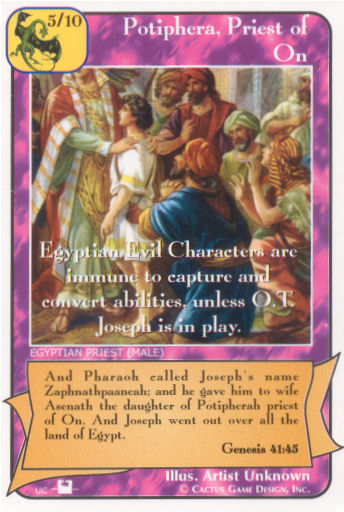 5/10
Potiphera, Priest of
On
Egyptian Evil Characters are
immune to capture and
convert abilities, unless O.T.
Joseph is in play.
EGYPTIAN PRIEST (MALE)
And Pharaoh called Joseph's name
Zaphnathpaaneah; and he gave him to wife
Asenath the daughter of Potipherah priest
of On. And Joseph went out over all the
land of Egypt.
Genesis 41:45
Illus. Artist Unknown
UC
© CACTUS GAME DESIGN, INC.